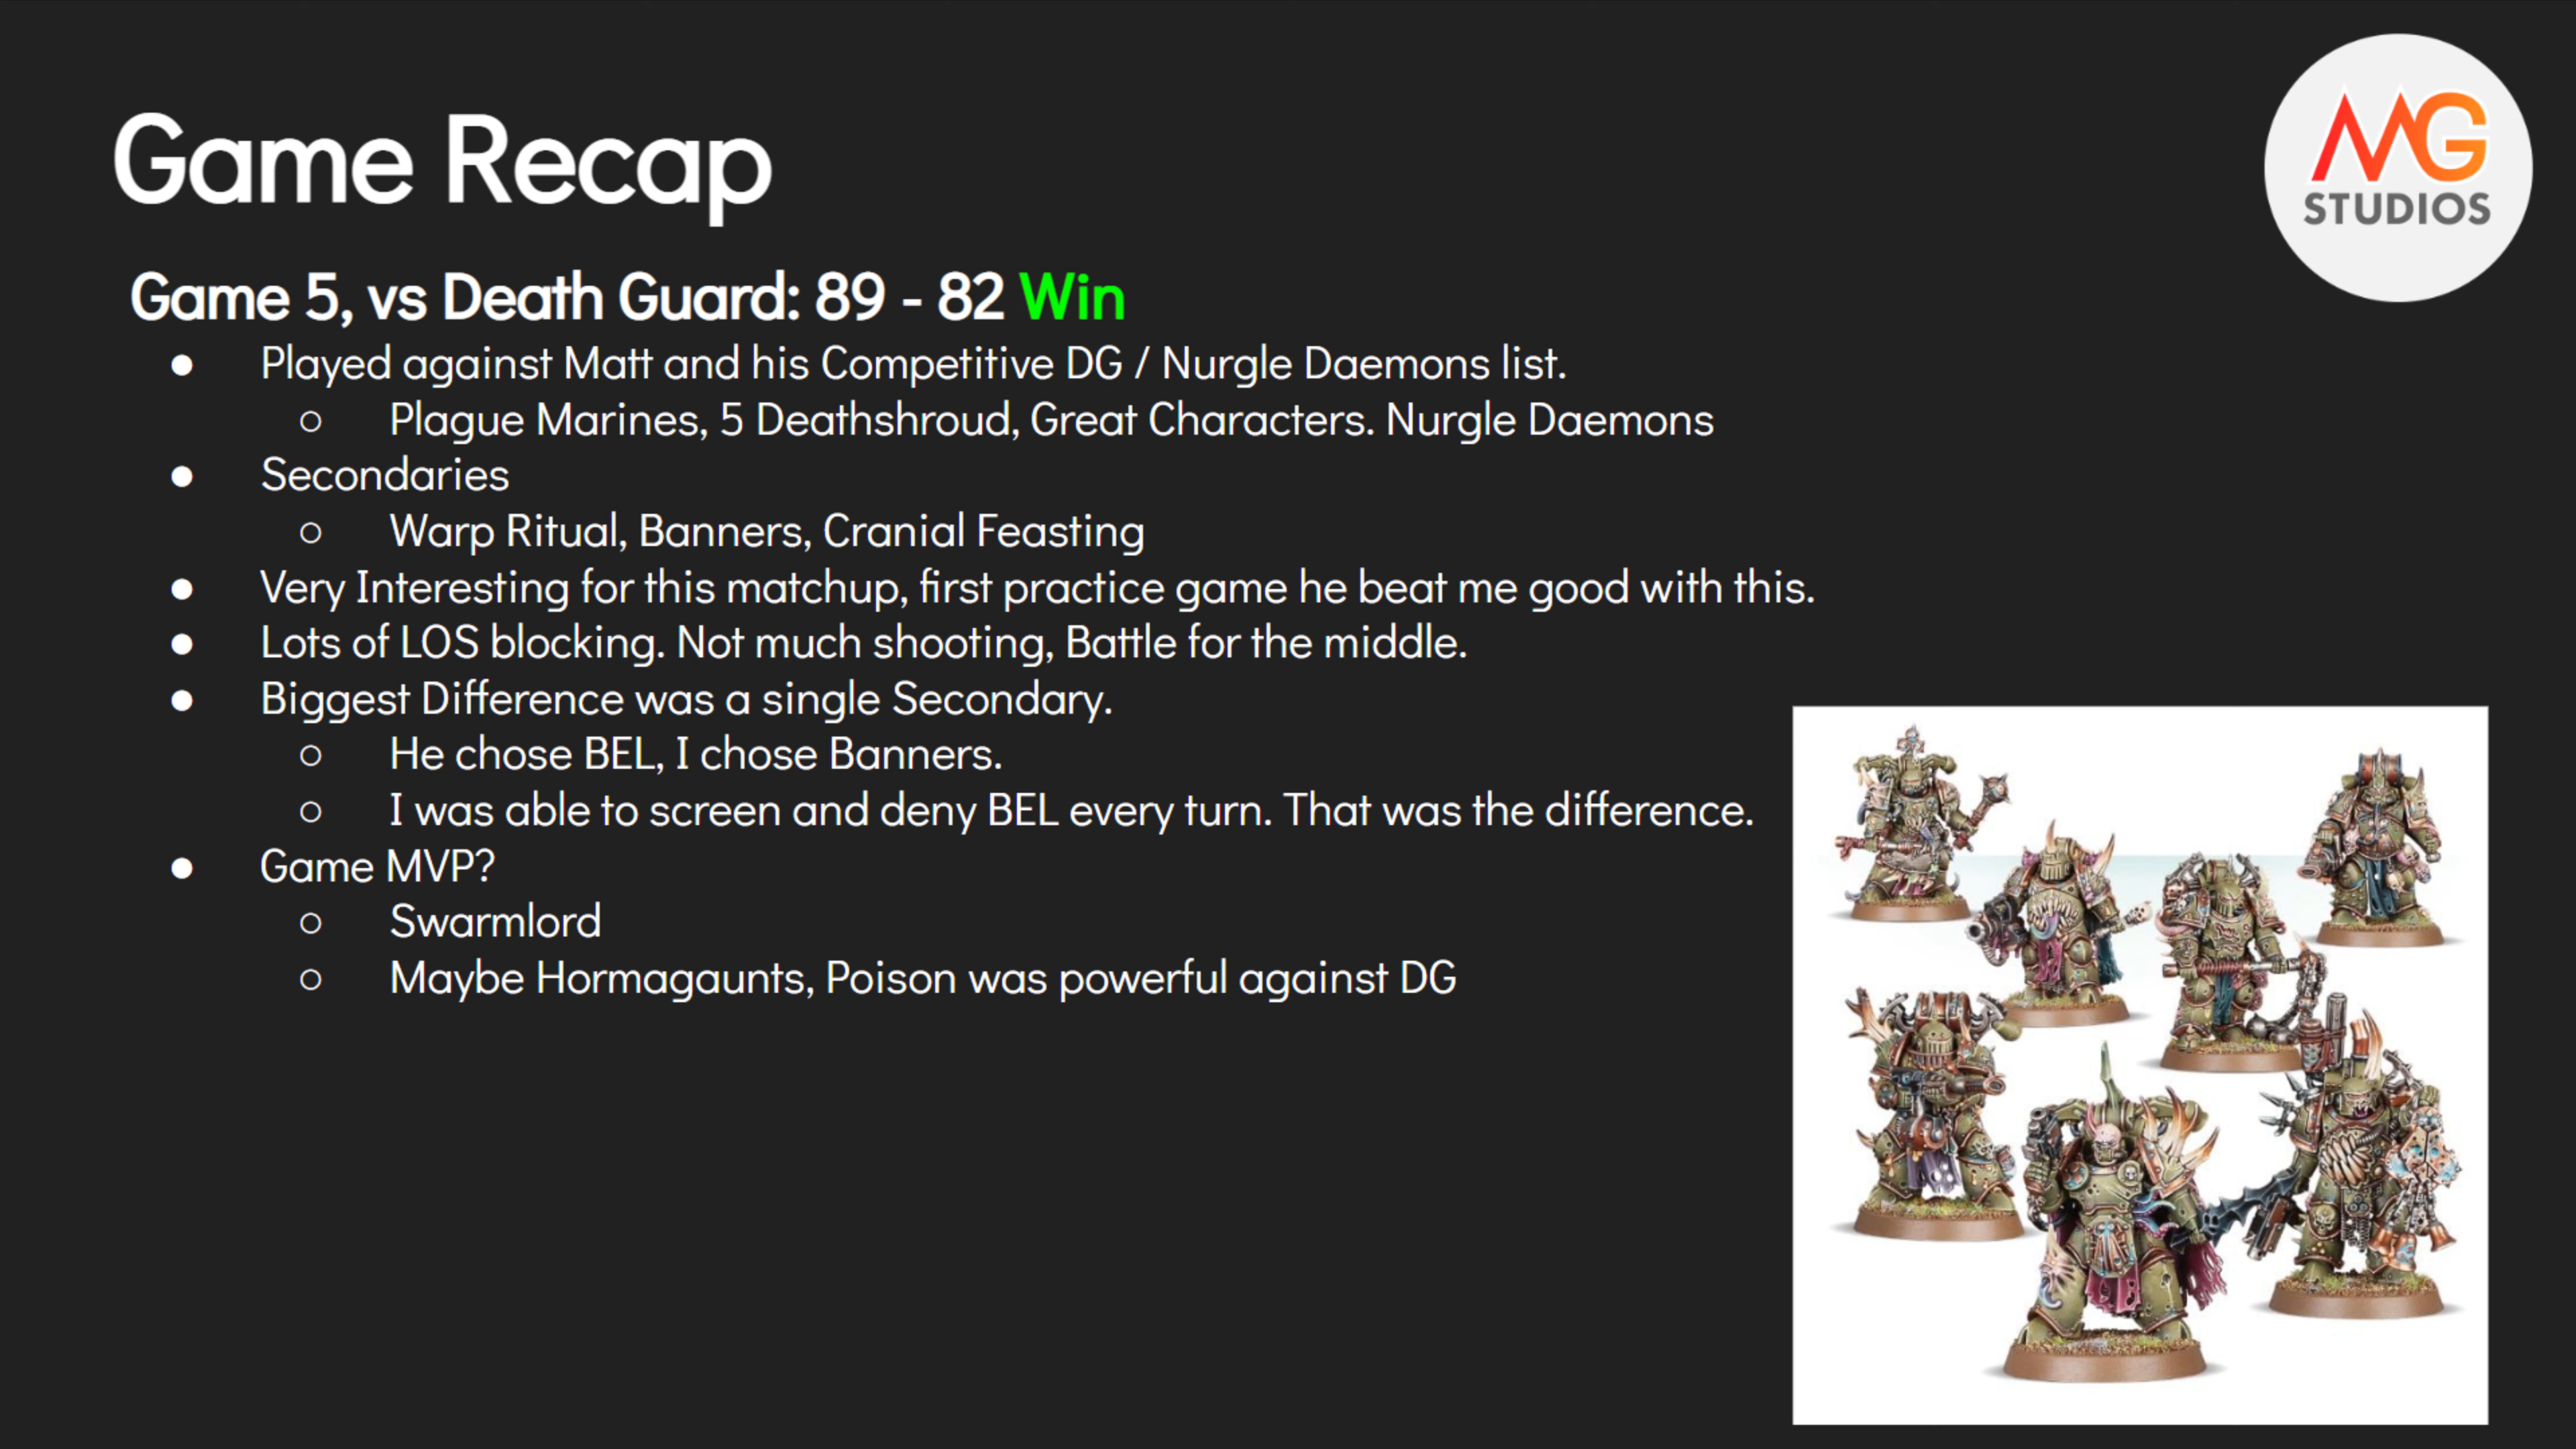 Game Recap
MG
STUDIOS
Game 5, vs Death Guard: 89 - 82 Win
● Played against Matt and his Competitive DG / Nurgle Daemons list.
○ Plague Marines, 5 Deathshroud, Great Characters. Nurgle Daemons
● Secondaries
○ Warp Ritual, Banners, Cranial Feasting
● Very Interesting for this matchup, first practice game he beat me good with this.
● Lots of LOS blocking. Not much shooting, Battle for the middle.
● Biggest Difference was a single Secondary.
○ He chose BEL, I chose Banners.
○ I was able to screen and deny BEL every turn. That was the difference.
● Game MVP?
○ Swarmlord
○ Maybe Hormagaunts, Poison was powerful against DG